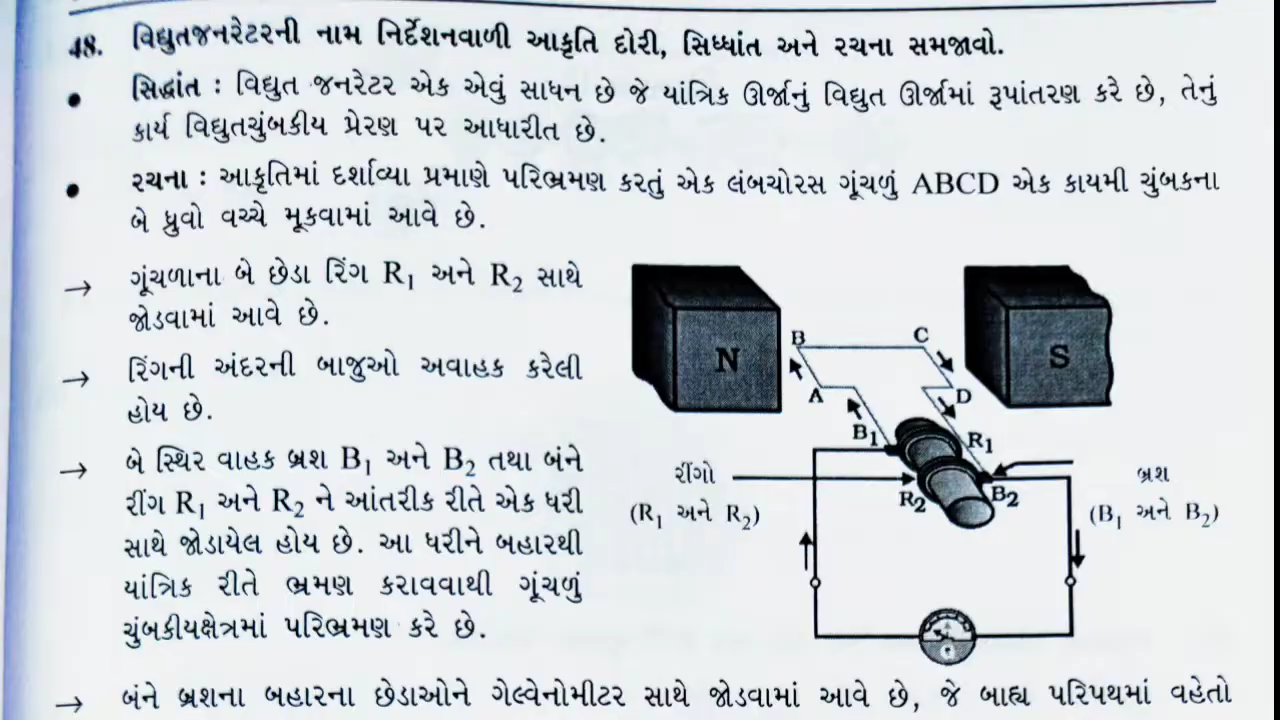 48. વિદ્યુતજનરેટરની નામ નિર્દેશનવાળી આકૃતિ દોરી, સિધ્ધાંત અને રચના સમજાવો.
• સિદ્ધાંત : વિદ્યુત જનરેટર એક એવું સાધન છે જે યાંત્રિક ઊર્જાનું વિદ્યુત ઊર્જામાં રૂપાંતરણ કરે છે, તેનું
કાર્ય વિદ્યુતચુંબકીય પ્રેરણ પર આધારીત છે.
• રચના : આકૃતિમાં દર્શાવ્યા પ્રમાણે પરિભ્રમણ કરતું એક લંબચોરસ ગૂંચળું ABCD એક કાયમી ચુંબકના
બે ધ્રુવો વચ્ચે મૂકવામાં આવે છે.
→ ગૂંચળાના બે છેડા રિંગ R₁ અને R₂ સાથે
જોડવામાં આવે છે.
→ રિંગની અંદરની બાજુઓ અવાહક કરેલી
હોય છે.
→ બે સ્થિર વાહક બ્રશ B₁ અને B₂ તથા બંને
રીંગ R₁ અને R₂ ને આંતરીક રીતે એક ધરી
સાથે જોડાયેલ હોય છે. આ ધરીને બહારથી
યાંત્રિક રીતે ભ્રમણ કરાવવાથી ગૂંચળું
ચુંબકીયક્ષેત્રમાં પરિભ્રમણ કરે છે.
N
S
B
C
A
D
B₁
R₁
R₂
B₂
રીંગો
(R₁ અને R₂)
બ્રશ
(B₁ અને B₂)
G
→ બંને બ્રશના બહારના છેડાઓને ગેલ્વેનોમીટર સાથે જોડવામાં આવે છે, જે બાહ્ય પરિપથમાં વહેતો